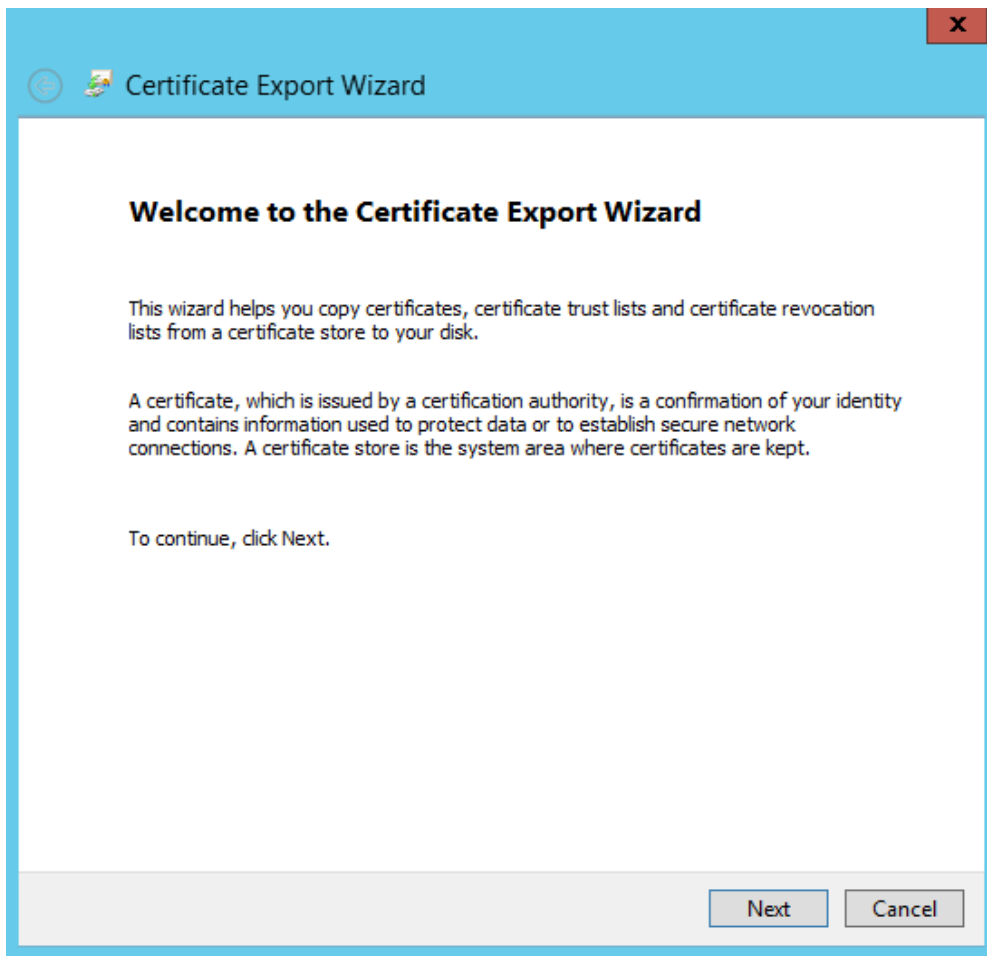 x
Certificate Export Wizard
Welcome to the Certificate Export Wizard
This wizard helps you copy certificates, certificate trust lists and certificate revocation
lists from a certificate store to your disk.
A certificate, which is issued by a certification authority, is a confirmation of your identity
and contains information used to protect data or to establish secure network
connections. A certificate store is the system area where certificates are kept.
To continue, click Next.
Next Cancel